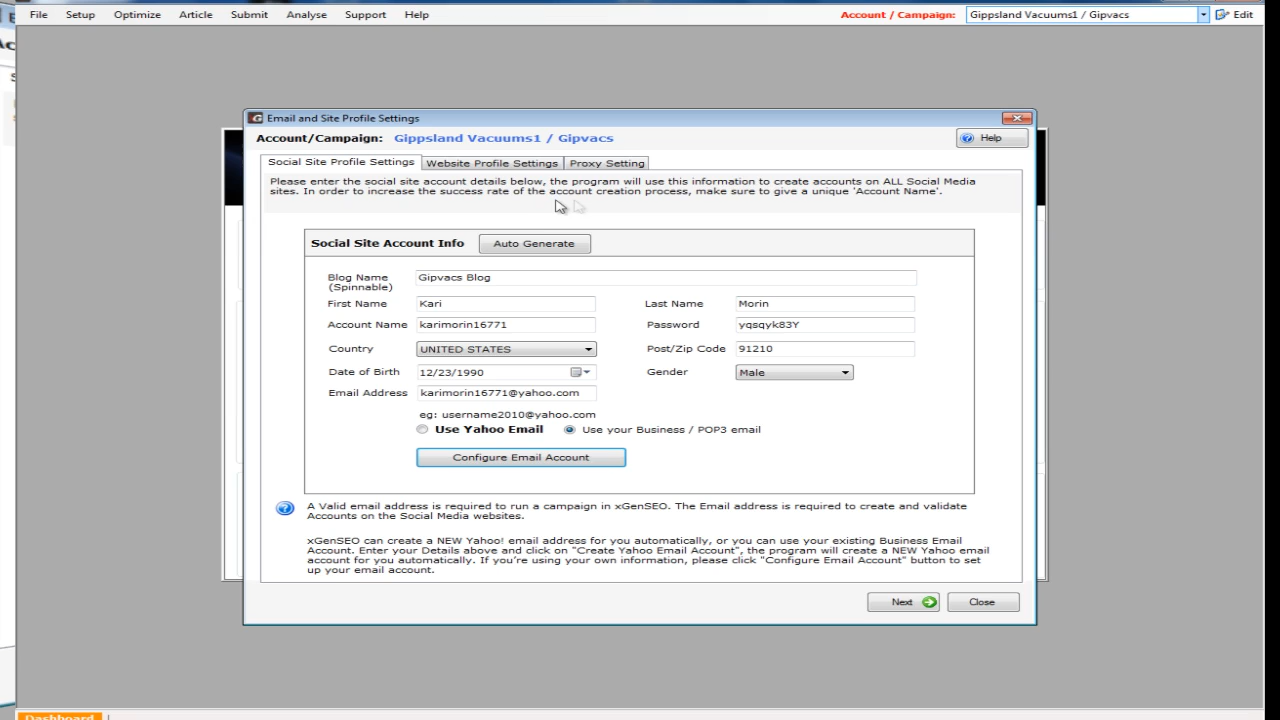 File Setup Optimize Article Submit Analyse Support Help Account / Campaign: Gippsland Vacuums1 / Gipvacs Edit
Email and Site Profile Settings
Account/Campaign: Gippsland Vacuums1 / Gipvacs Help
Social Site Profile Settings Website Profile Settings Proxy Setting
Please enter the social site account details below, the program will use this information to create accounts on ALL Social Media
sites. In order to increase the success rate of the account creation process, make sure to give a unique 'Account Name'.
Social Site Account Info Auto Generate
Blog Name Gipvacs Blog
(Spinnable)
First Name Kari Last Name Morin
Account Name karimorin16771 Password yqsqyk83Y
Country UNITED STATES Post/Zip Code 91210
Date of Birth 12/23/1990 Gender Male
Email Address karimorin16771@yahoo.com
eg: username2010@yahoo.com
Use Yahoo Email Use your Business / POP3 email
Configure Email Account
A Valid email address is required to run a campaign in xGenSEO. The Email address is required to create and validate
Accounts on the Social Media websites.
xGenSEO can create a NEW Yahoo! email address for you automatically, or you can use your existing Business Email
Account. Enter your Details above and click on "Create Yahoo Email Account", the program will create a NEW Yahoo email
account for you automatically. If you're using your own information, please click "Configure Email Account" button to set
up your email account.
Next Close
Dashboard